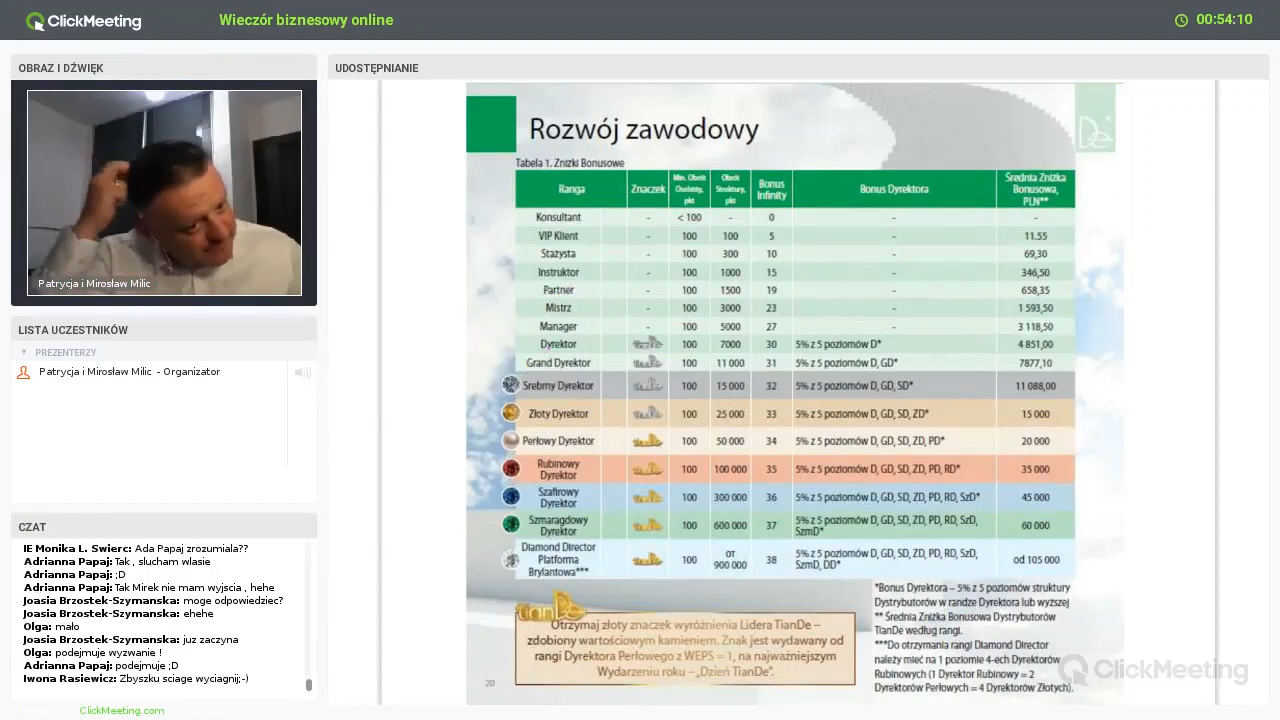 ClickMeeting
Wieczór biznesowy online
00:54:10
OBRAZ I DŹWIĘK
Patrycja i Mirosław Milic
LISTA UCZESTNIKÓW
PREZENTERZY
Patrycja i Mirosław Milic - Organizator
CZAT
IE Monika L. Swierc: Ada Papaj zrozumiala??
Adrianna Papaj: Tak , slucham wlasie
Adrianna Papaj: ;D
Adrianna Papaj: Tak Mirek nie mam wyjscia , hehe
Joasia Brzostek-Szymanska: moge odpowiedziec?
Joasia Brzostek-Szymanska: ehehe
Olga: mało
Joasia Brzostek-Szymanska: juz zaczyna
Olga: podejmuje wyzwanie !
Adrianna Papaj: podejmuje ;D
Iwona Rasiewicz: Zbyszku sciage wyciagnij;-)
ClickMeeting.com
UDOSTĘPNIANIE
Rozwój zawodowy
Tabela 1. Zniżki Bonusowe
Ranga Znaczek Min. Obrót Osobisty, pkt Obrót Struktury, pkt Bonus Infinity Bonus Dyrektora Średnia Zniżka Bonusowa, PLN**
Konsultant - < 100 - 0 - -
VIP Klient - 100 100 5 - 11.55
Stażysta - 100 300 10 - 69,30
Instruktor - 100 1000 15 - 346,50
Partner - 100 1500 19 - 658,35
Mistrz - 100 3000 23 - 1 593,50
Manager - 100 5000 27 - 3 118,50
Dyrektor 100 7000 30 5% z 5 poziomów D* 4 851,00
Grand Dyrektor 100 11 000 31 5% z 5 poziomów D, GD* 7877,10
Srebrny Dyrektor 100 15 000 32 5% z 5 poziomów D, GD, SD* 11 088,00
Złoty Dyrektor 100 25 000 33 5% z 5 poziomów D, GD, SD, ZD* 15 000
Perłowy Dyrektor 100 50 000 34 5% z 5 poziomów D, GD, SD, ZD, PD* 20 000
Rubinowy Dyrektor 100 100 000 35 5% z 5 poziomów D, GD, SD, ZD, PD, RD* 35 000
Szafirowy Dyrektor 100 300 000 36 5% z 5 poziomów D, GD, SD, ZD, PD, RD, SzD* 45 000
Szmaragdowy Dyrektor 100 600 000 37 5% z 5 poziomów D, GD, SD, ZD, PD, RD, SzD, SzmD* 60 000
Diamond Director Platforma Brylantowa*** 100 от 900 000 38 5% z 5 poziomów D, GD, SD, ZD, PD, RD, SzD, SzmD, DD* od 105 000
tianDe
Otrzymaj złoty znaczek wyróżnienia Lidera TianDe –
zdobiony wartościowym kamieniem. Znak jest wydawany od
rangi Dyrektora Perłowego z WEPS = 1, na najważniejszym
Wydarzeniu roku – „Dzień TianDe".
*Bonus Dyrektora – 5% z 5 poziomów struktury
Dystrybutorów w randze Dyrektora lub wyższej
** Średnia Zniżka Bonusowa Dystrybutorów
TianDe według rangi.
***Do otrzymania rangi Diamond Director
należy mieć na 1 poziomie 4-ech Dyrektorów
Rubinowych (1 Dyrektor Rubinowy = 2
Dyrektorów Perłowych = 4 Dyrektorów Złotych).
20
ClickMeeting